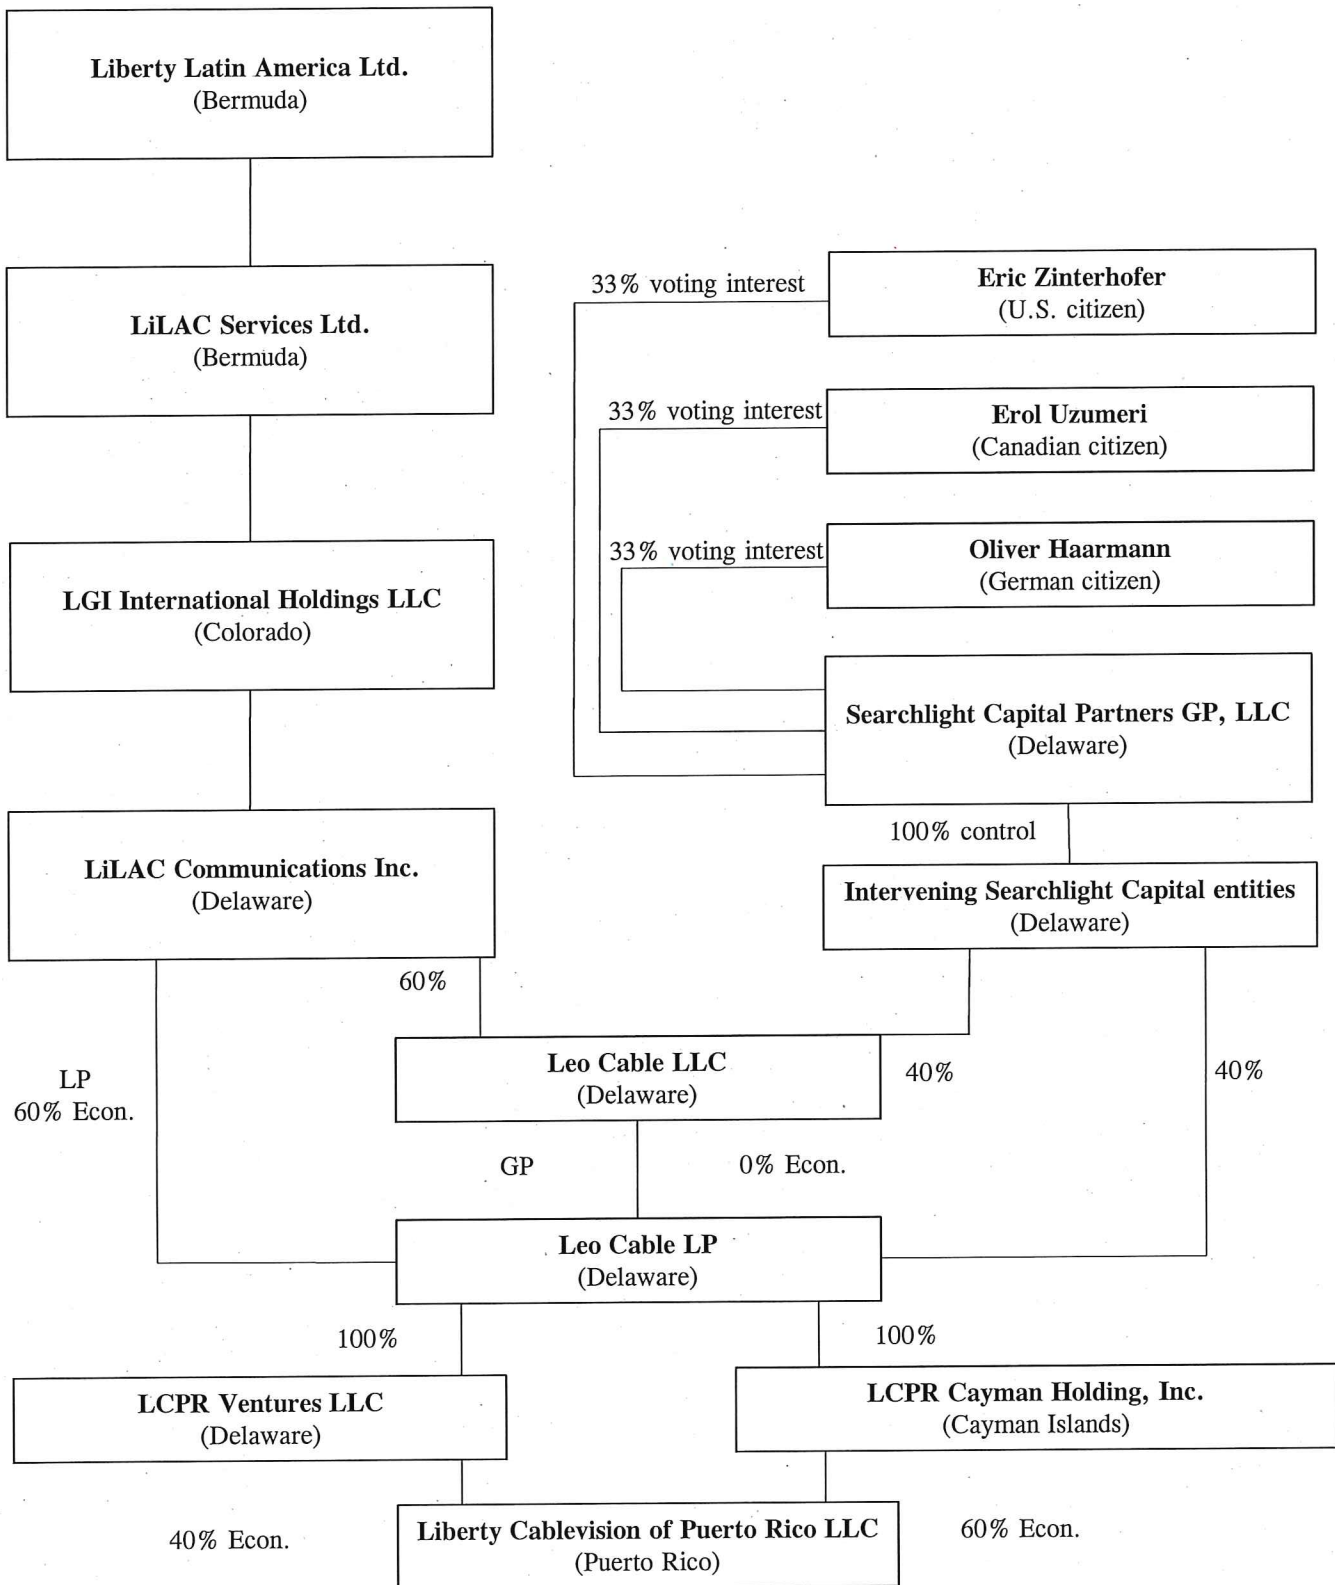 Liberty Latin America Ltd.
(Bermuda)
LiLAC Services Ltd.
(Bermuda)
33% voting interest
Eric Zinterhofer
(U.S. citizen)
33% voting interest
Erol Uzumeri
(Canadian citizen)
33% voting interest
Oliver Haarmann
(German citizen)
LGI International Holdings LLC
(Colorado)
Searchlight Capital Partners GP, LLC
(Delaware)
100% control
LiLAC Communications Inc.
(Delaware)
Intervening Searchlight Capital entities
(Delaware)
60%
Leo Cable LLC
(Delaware)
40%
40%
LP
60% Econ.
GP
0% Econ.
Leo Cable LP
(Delaware)
100%
100%
LCPR Ventures LLC
(Delaware)
LCPR Cayman Holding, Inc.
(Cayman Islands)
40% Econ.
Liberty Cablevision of Puerto Rico LLC
(Puerto Rico)
60% Econ.